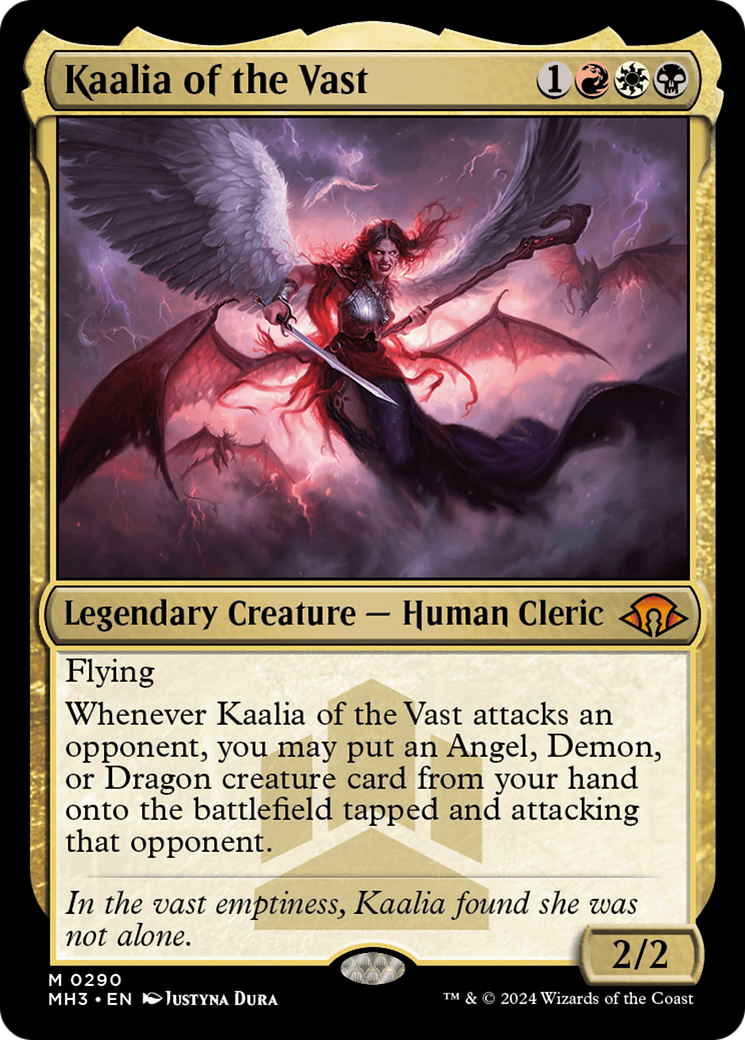 Kaalia of the Vast 1
Legendary Creature — Human Cleric
Flying
Whenever Kaalia of the Vast attacks an
opponent, you may put an Angel, Demon,
or Dragon creature card from your hand
onto the battlefield tapped and attacking
that opponent.
In the vast emptiness, Kaalia found she was
not alone.
2/2
M 0290
MH3 • EN Justyna Dura
™ & © 2024 Wizards of the Coast